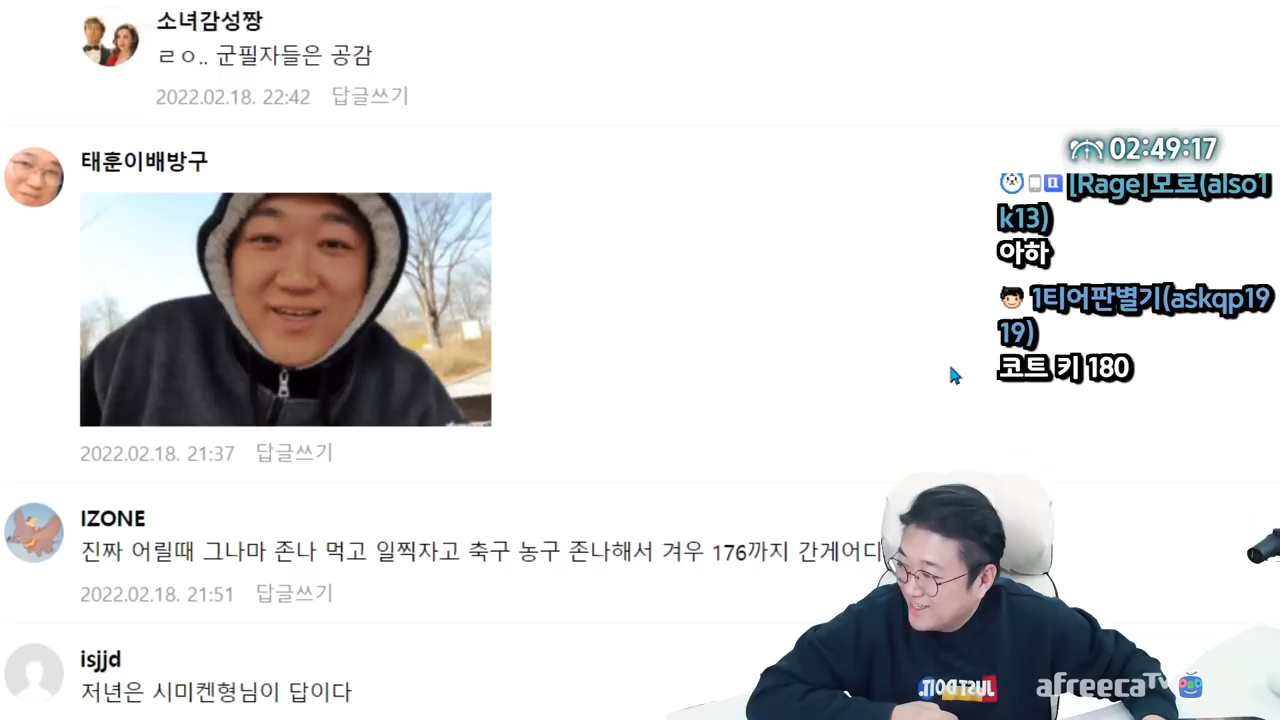 소녀감성짱
ㄹㅇ.. 군필자들은 공감
2022.02.18. 22:42 답글쓰기
태훈이배방구
2022.02.18. 21:37 답글쓰기
IZONE
진짜 어릴때 그나마 존나 먹고 일찍자고 축구 농구 존나해서 겨우 176까지 간게어디
2022.02.18. 21:51 답글쓰기
isjjd
저년은 시미켄형님이 답이다
02:49:17
[Rage]모로(also1
k13)
아하
1티어판별기(askqp19
19)
코트 키 180
JUST DO IT.
afreecaTV